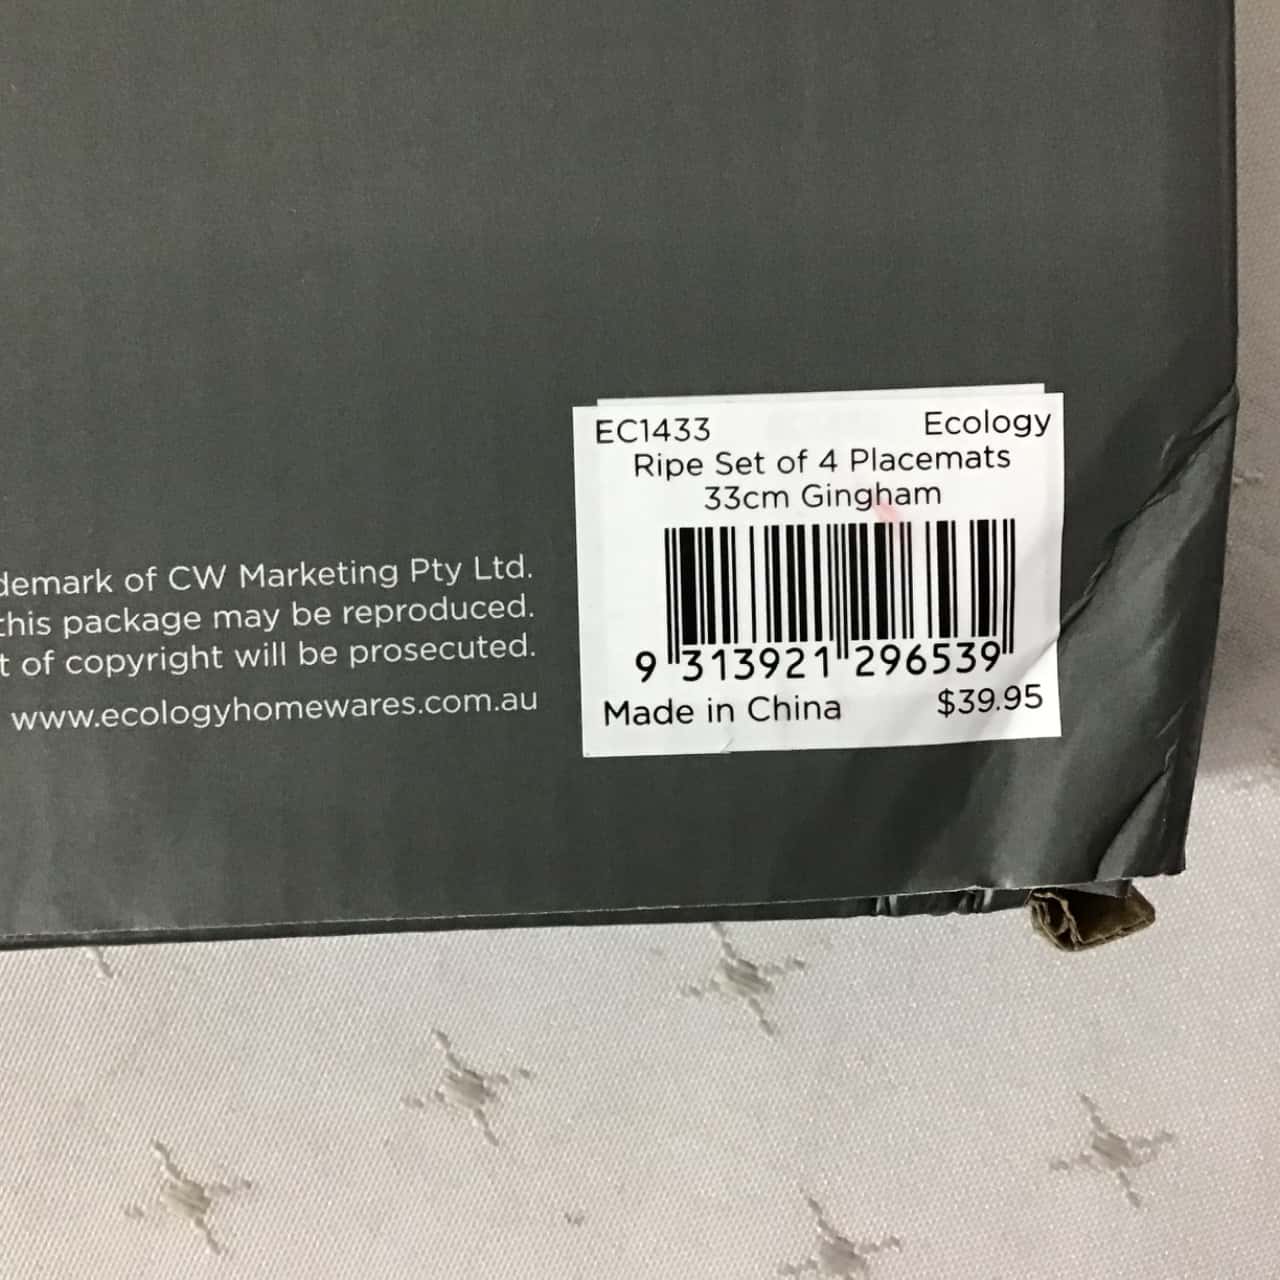 demark of CW Marketing Pty Ltd.
this package may be reproduced.
t of copyright will be prosecuted.
www.ecologyhomewares.com.au
EC1433 Ecology
Ripe Set of 4 Placemats
33cm Gingham
9 313921 296539
Made in China $39.95